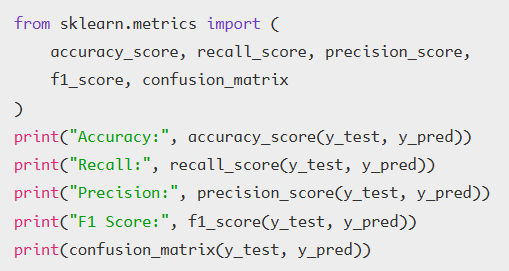 from sklearn.metrics import (
    accuracy_score, recall_score, precision_score,
    f1_score, confusion_matrix
)
print("Accuracy:", accuracy_score(y_test, y_pred))
print("Recall:", recall_score(y_test, y_pred))
print("Precision:", precision_score(y_test, y_pred))
print("F1 Score:", f1_score(y_test, y_pred))
print(confusion_matrix(y_test, y_pred))